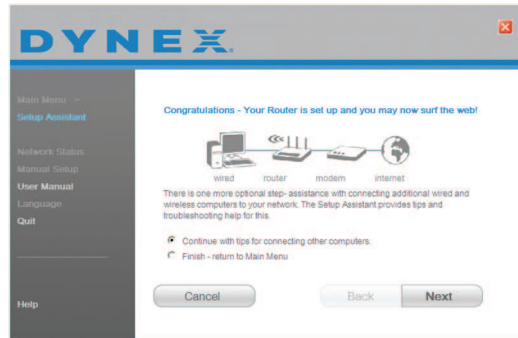 DYNEX
Main Menu
Setup Assistant
Network Status
Manual Setup
User Manual
Language
Quit
Help
Congratulations - Your Router is set up and you may now surf the web!
wired router modem internet
There is one more optional step- assistance with connecting additional wired and
wireless computers to your network. The Setup Assistant provides tips and
troubleshooting help for this.
Continue with tips for connecting other computers.
Finish - return to Main Menu
Cancel Back Next